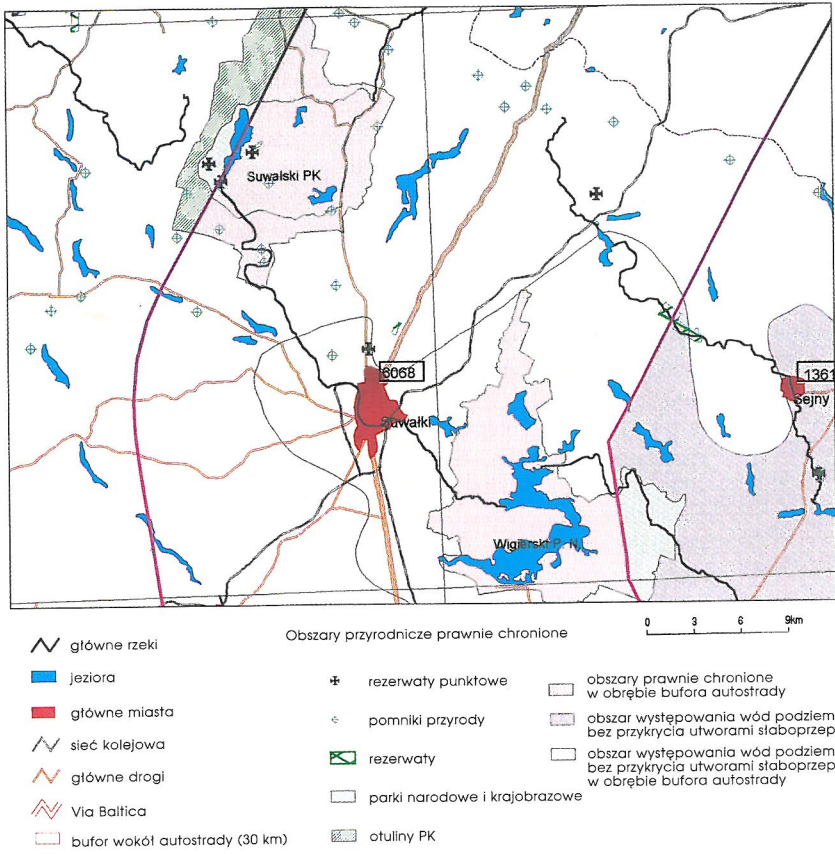 Suwalski PK
6068
Suwałki
1361
Sejny
Wigierski P. N.
Obszary przyrodnicze prawnie chronione
0 3 6 9km
główne rzeki
jeziora
główne miasta
sieć kolejowa
główne drogi
Via Baltica
bufor wokół autostrady (30 km)
rezerwaty punktowe
pomniki przyrody
rezerwaty
parki narodowe i krajobrazowe
otuliny PK
obszary prawnie chronione
w obrębie bufora autostrady
obszar występowania wód podziem
bez przykrycia utworami słaboprzep
obszar występowania wód podziem
bez przykrycia utworami słaboprzep
w obrębie bufora autostrady